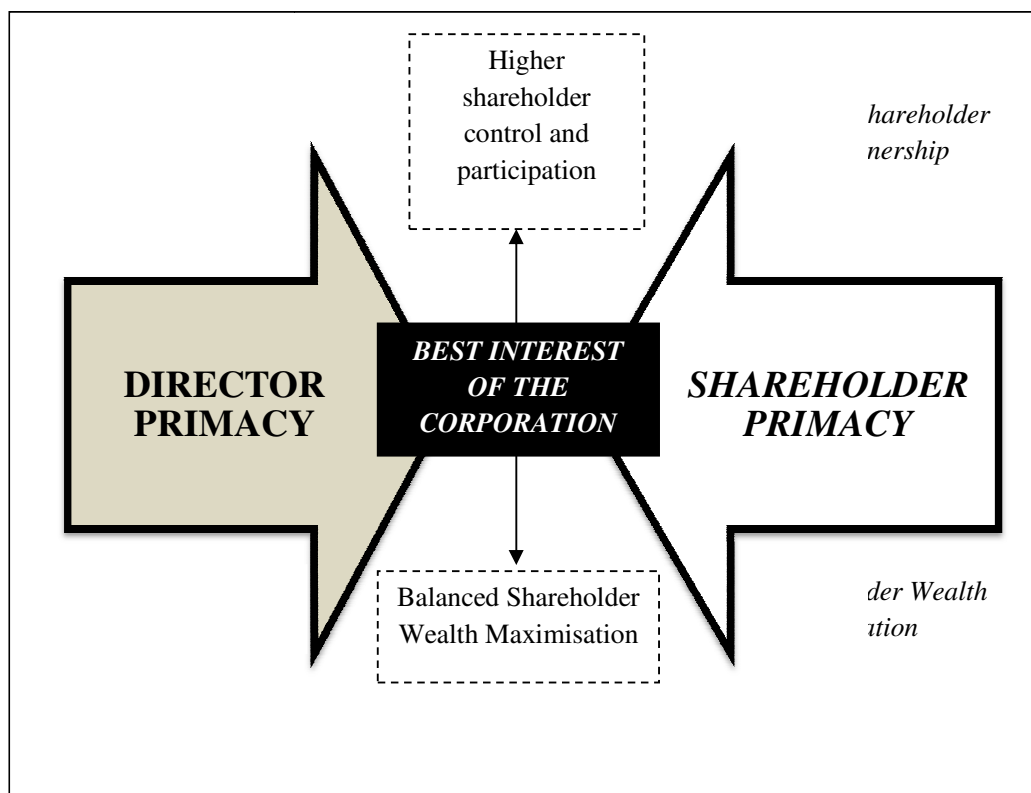 Higher
shareholder
control and
participation
hareholder
nership
DIRECTOR
PRIMACY
BEST INTEREST
OF THE
CORPORATION
SHAREHOLDER
PRIMACY
Balanced Shareholder
Wealth Maximisation
der Wealth
ation